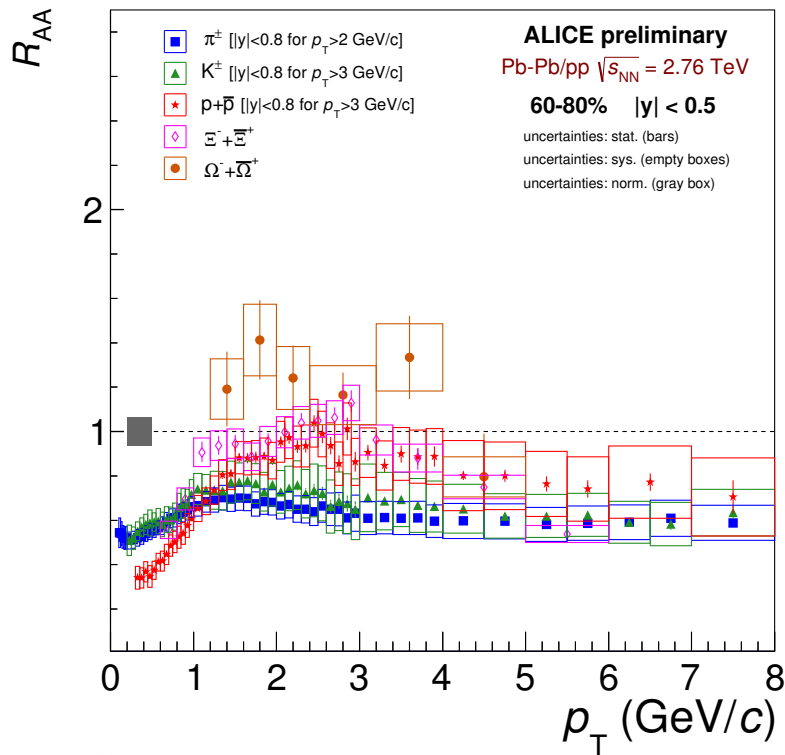 R_AA
π± [|y|<0.8 for p_T>2 GeV/c]
K± [|y|<0.8 for p_T>3 GeV/c]
p+p̅ [|y|<0.8 for p_T>3 GeV/c]
Ξ⁻+Ξ̅⁺
Ω⁻+Ω̅⁺
ALICE preliminary
Pb-Pb/pp √s_NN = 2.76 TeV
60-80% |y| < 0.5
uncertainties: stat. (bars)
uncertainties: sys. (empty boxes)
uncertainties: norm. (gray box)
2
1
0 1 2 3 4 5 6 7 8
p_T (GeV/c)